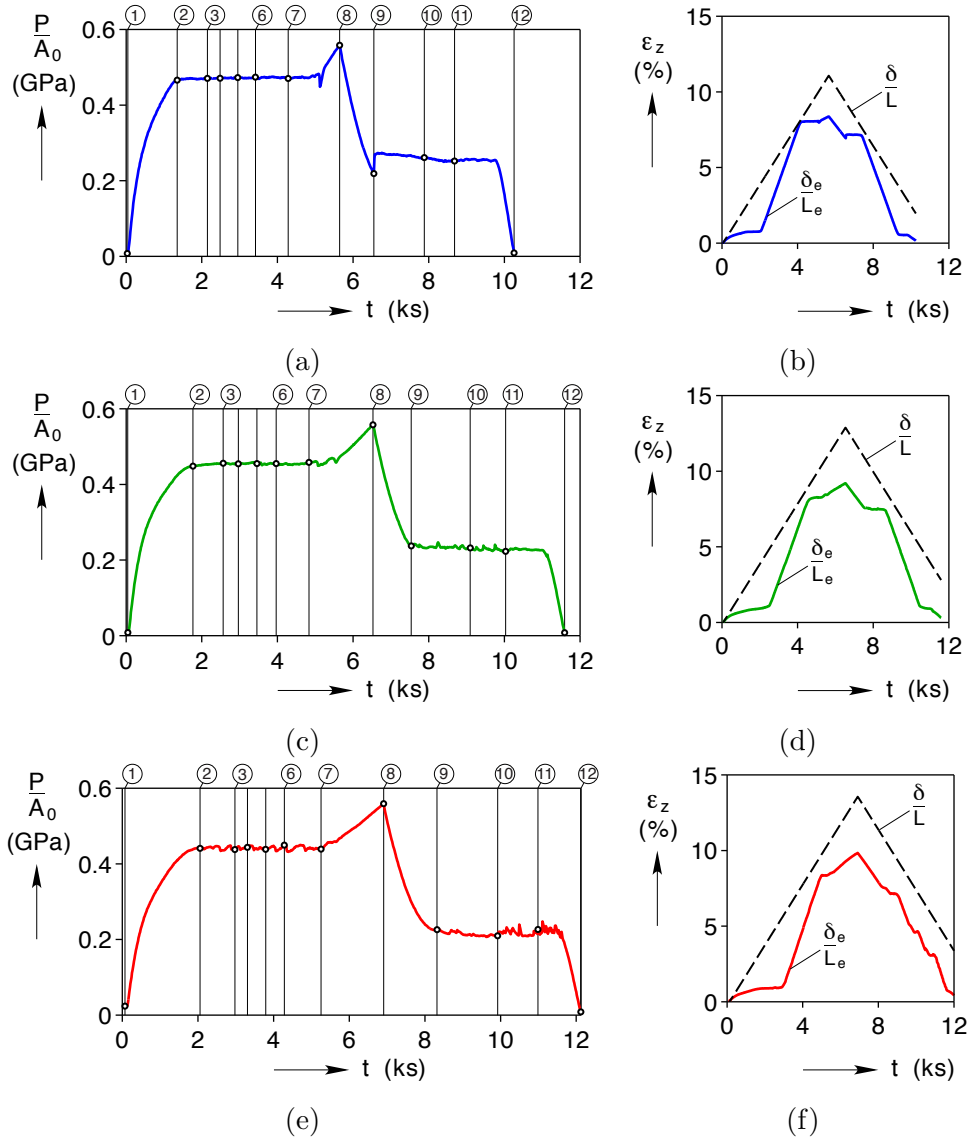 ① ② ③ ⑥ ⑦ ⑧ ⑨ ⑩ ⑪ ⑫
P/A₀
(GPa)
0.6
0.4
0.2
0
0 2 4 6 8 10 12
t (ks)
(a)
ε_z
(%)
15
10
5
0
δ/L
δₑ/Lₑ
0 4 8 12
t (ks)
(b)
① ② ③ ⑥ ⑦ ⑧ ⑨ ⑩ ⑪ ⑫
P/A₀
(GPa)
0.6
0.4
0.2
0
0 2 4 6 8 10 12
t (ks)
(c)
ε_z
(%)
15
10
5
0
δ/L
δₑ/Lₑ
0 4 8 12
t (ks)
(d)
① ② ③ ⑥ ⑦ ⑧ ⑨ ⑩ ⑪ ⑫
P/A₀
(GPa)
0.6
0.4
0.2
0
0 2 4 6 8 10 12
t (ks)
(e)
ε_z
(%)
15
10
5
0
δ/L
δₑ/Lₑ
0 4 8 12
t (ks)
(f)